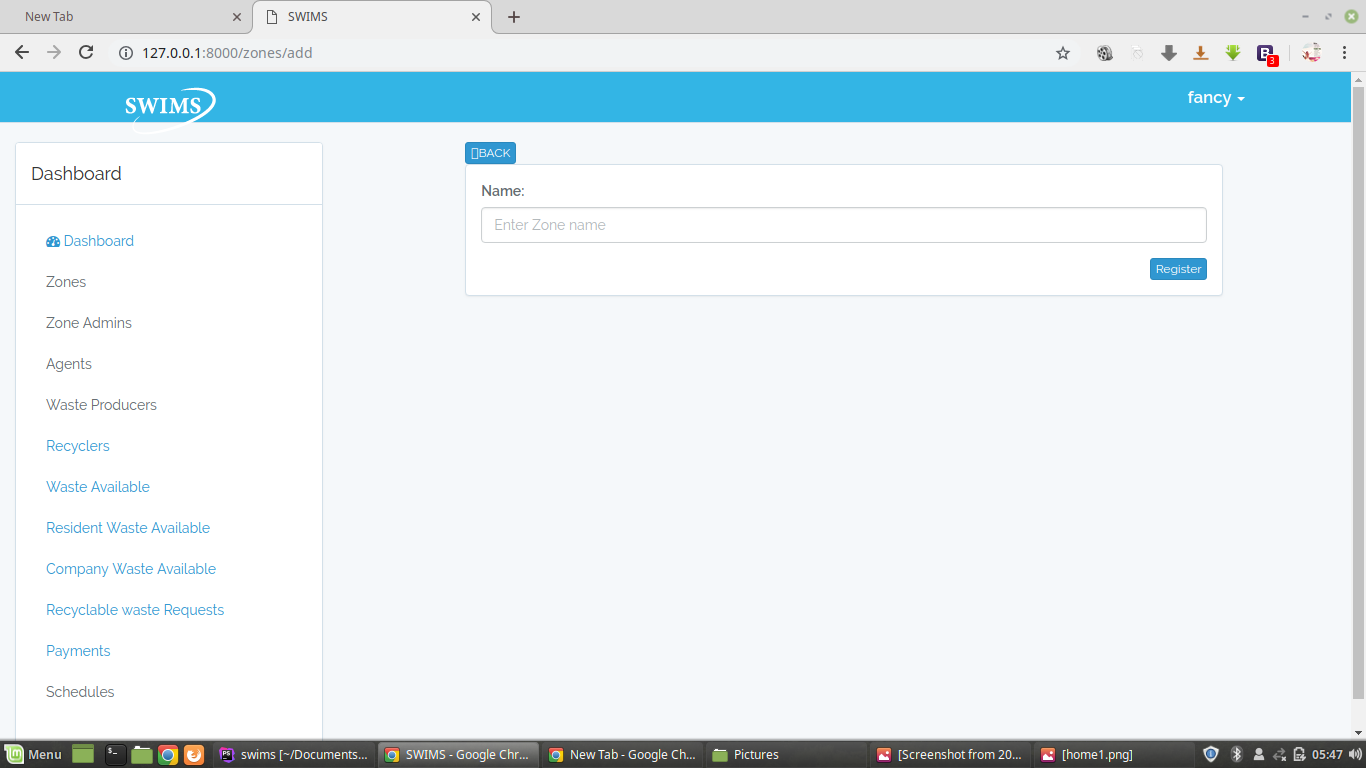 New Tab
SWIMS
127.0.0.1:8000/zones/add
3
SWIMS
fancy
Dashboard
BACK
Name:
Enter Zone name
Register
Dashboard
Zones
Zone Admins
Agents
Waste Producers
Recyclers
Waste Available
Resident Waste Available
Company Waste Available
Recyclable waste Requests
Payments
Schedules
Menu
swims [~/Documents...
SWIMS - Google Chr...
New Tab - Google Ch...
Pictures
[Screenshot from 20...
[home1.png]
05:47